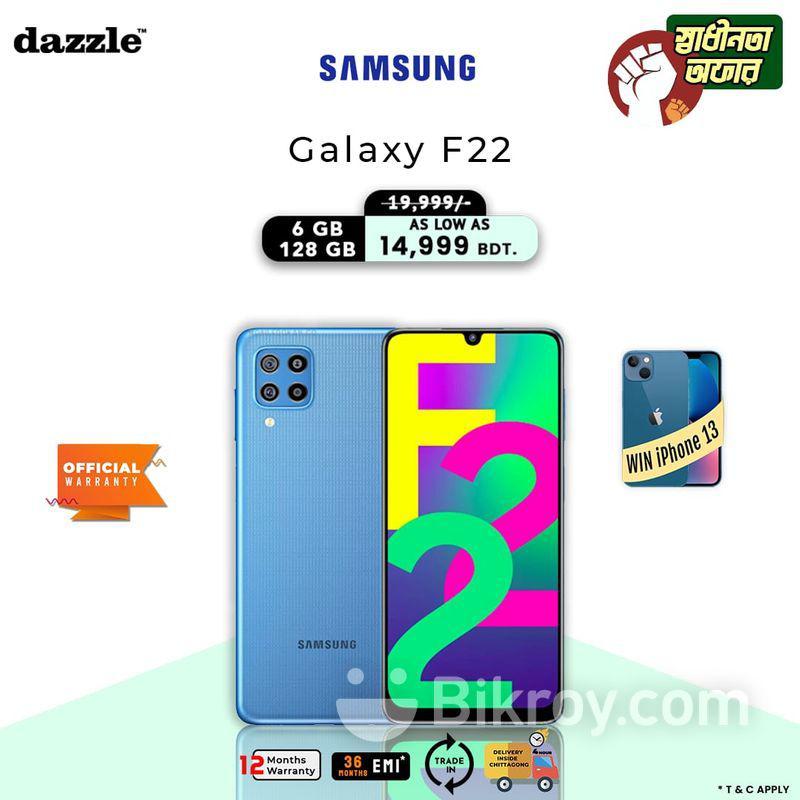 dazzle™
স্বাধীনতা
অফার
SAMSUNG
Galaxy F22
19,999/-
6 GB
128 GB
AS LOW AS
14,999 BDT.
OFFICIAL
WARRANTY
WIN iPhone 13
F22
SAMSUNG
Bikroy.com
12 Months
Warranty
36
MONTHS
EMI*
TRADE
IN
DELIVERY
INSIDE
CHITTAGONG
4 HOUR
* T & C APPLY